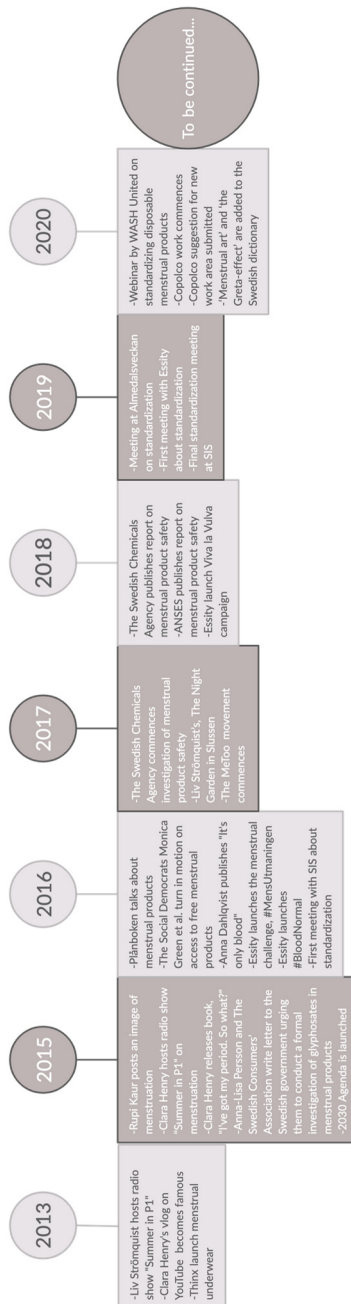 2013
-Liv Strömquist hosts radio
show "Summer in P1"
-Clara Henry's vlog on
YouTube becomes famous
-Thinx launch menstrual
underwear
2015
-Rupi Kaur posts an image of
menstruation
-Clara Henry hosts radio show
"Summer in P1" on
menstruation
-Clara Henry releases book,
"I've got my period. So what?"
-Anna-Lisa Persson and The
Swedish Consumers'
Association write letter to the
Swedish government urging
them to conduct a formal
investigation of glyphosates in
menstrual products
-2030 Agenda is launched
2016
-Plånboken talks about
menstrual products
-The Social Democrats Monica
Green et al. turn in motion on
access to free menstrual
products
-Anna Dahlqvist publishes "It's
only blood"
-Essity launches the menstrual
challenge, #MensUtmaningen
-Essity launches
#BloodNormal
-First meeting with SIS about
standardization
2017
-The Swedish Chemicals
Agency commences
investigation of menstrual
product safety
-Liv Strömquist's, The Night
Garden in Slussen
-The MeToo movement
commences
2018
-The Swedish Chemicals
Agency publishes report on
menstrual product safety
-ANSES publishes report on
menstrual product safety
-Essity launch Viva la Vulva
campaign
2019
-Meeting at Almedalsveckan
on standardization
-First meeting with Essity
about standardization
-Final standardization meeting
at SIS
2020
-Webinar by WASH United on
standardizing disposable
menstrual products
-Copolco work commences
-Copolco suggestion for new
work area submitted
-'Menstrual art' and 'the
Greta-effect' are added to the
Swedish dictionary
To be continued...